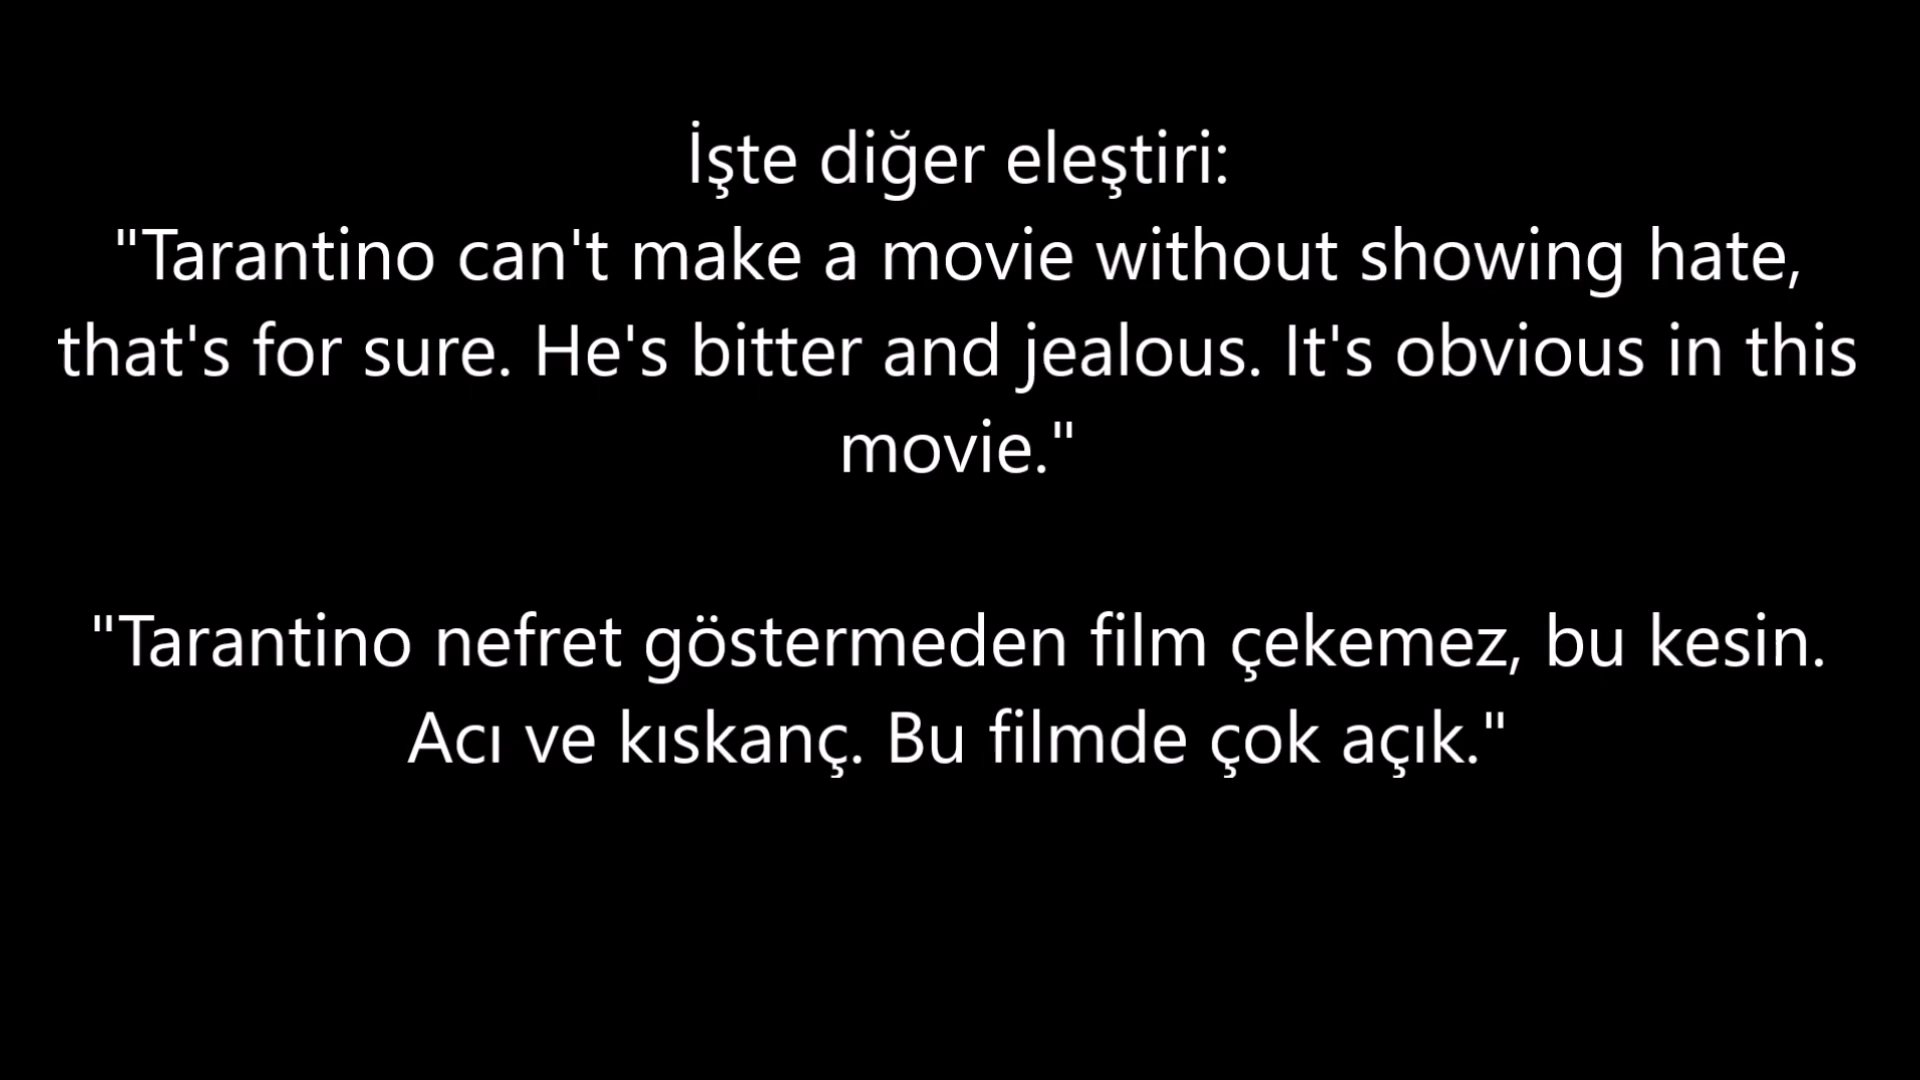 İşte diğer eleştiri:
"Tarantino can't make a movie without showing hate,
that's for sure. He's bitter and jealous. It's obvious in this
movie."
"Tarantino nefret göstermeden film çekemez, bu kesin.
Acı ve kıskanç. Bu filmde çok açık."